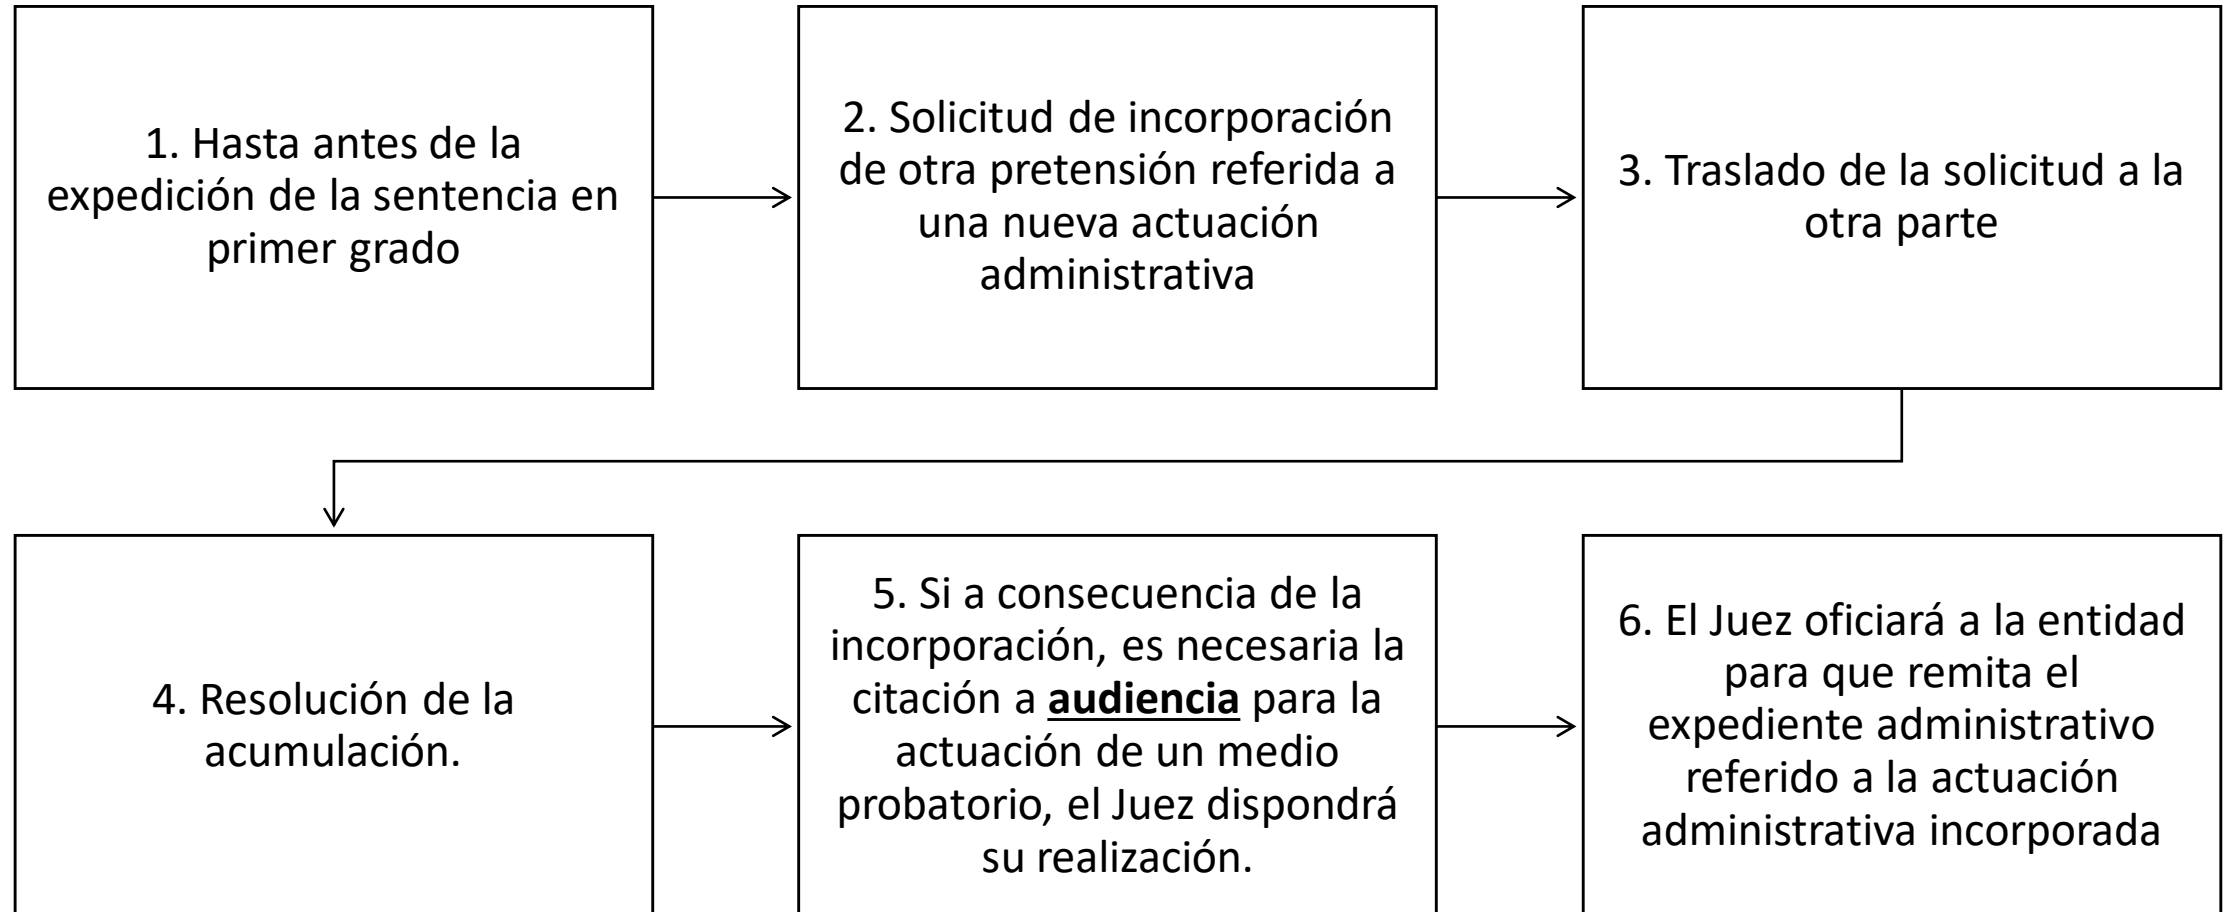 1. Hasta antes de la
expedición de la sentencia en
primer grado
2. Solicitud de incorporación
de otra pretensión referida a
una nueva actuación
administrativa
3. Traslado de la solicitud a la
otra parte
4. Resolución de la
acumulación.
5. Si a consecuencia de la
incorporación, es necesaria la
citación a audiencia para la
actuación de un medio
probatorio, el Juez dispondrá
su realización.
6. El Juez oficiará a la entidad
para que remita el
expediente administrativo
referido a la actuación
administrativa incorporada